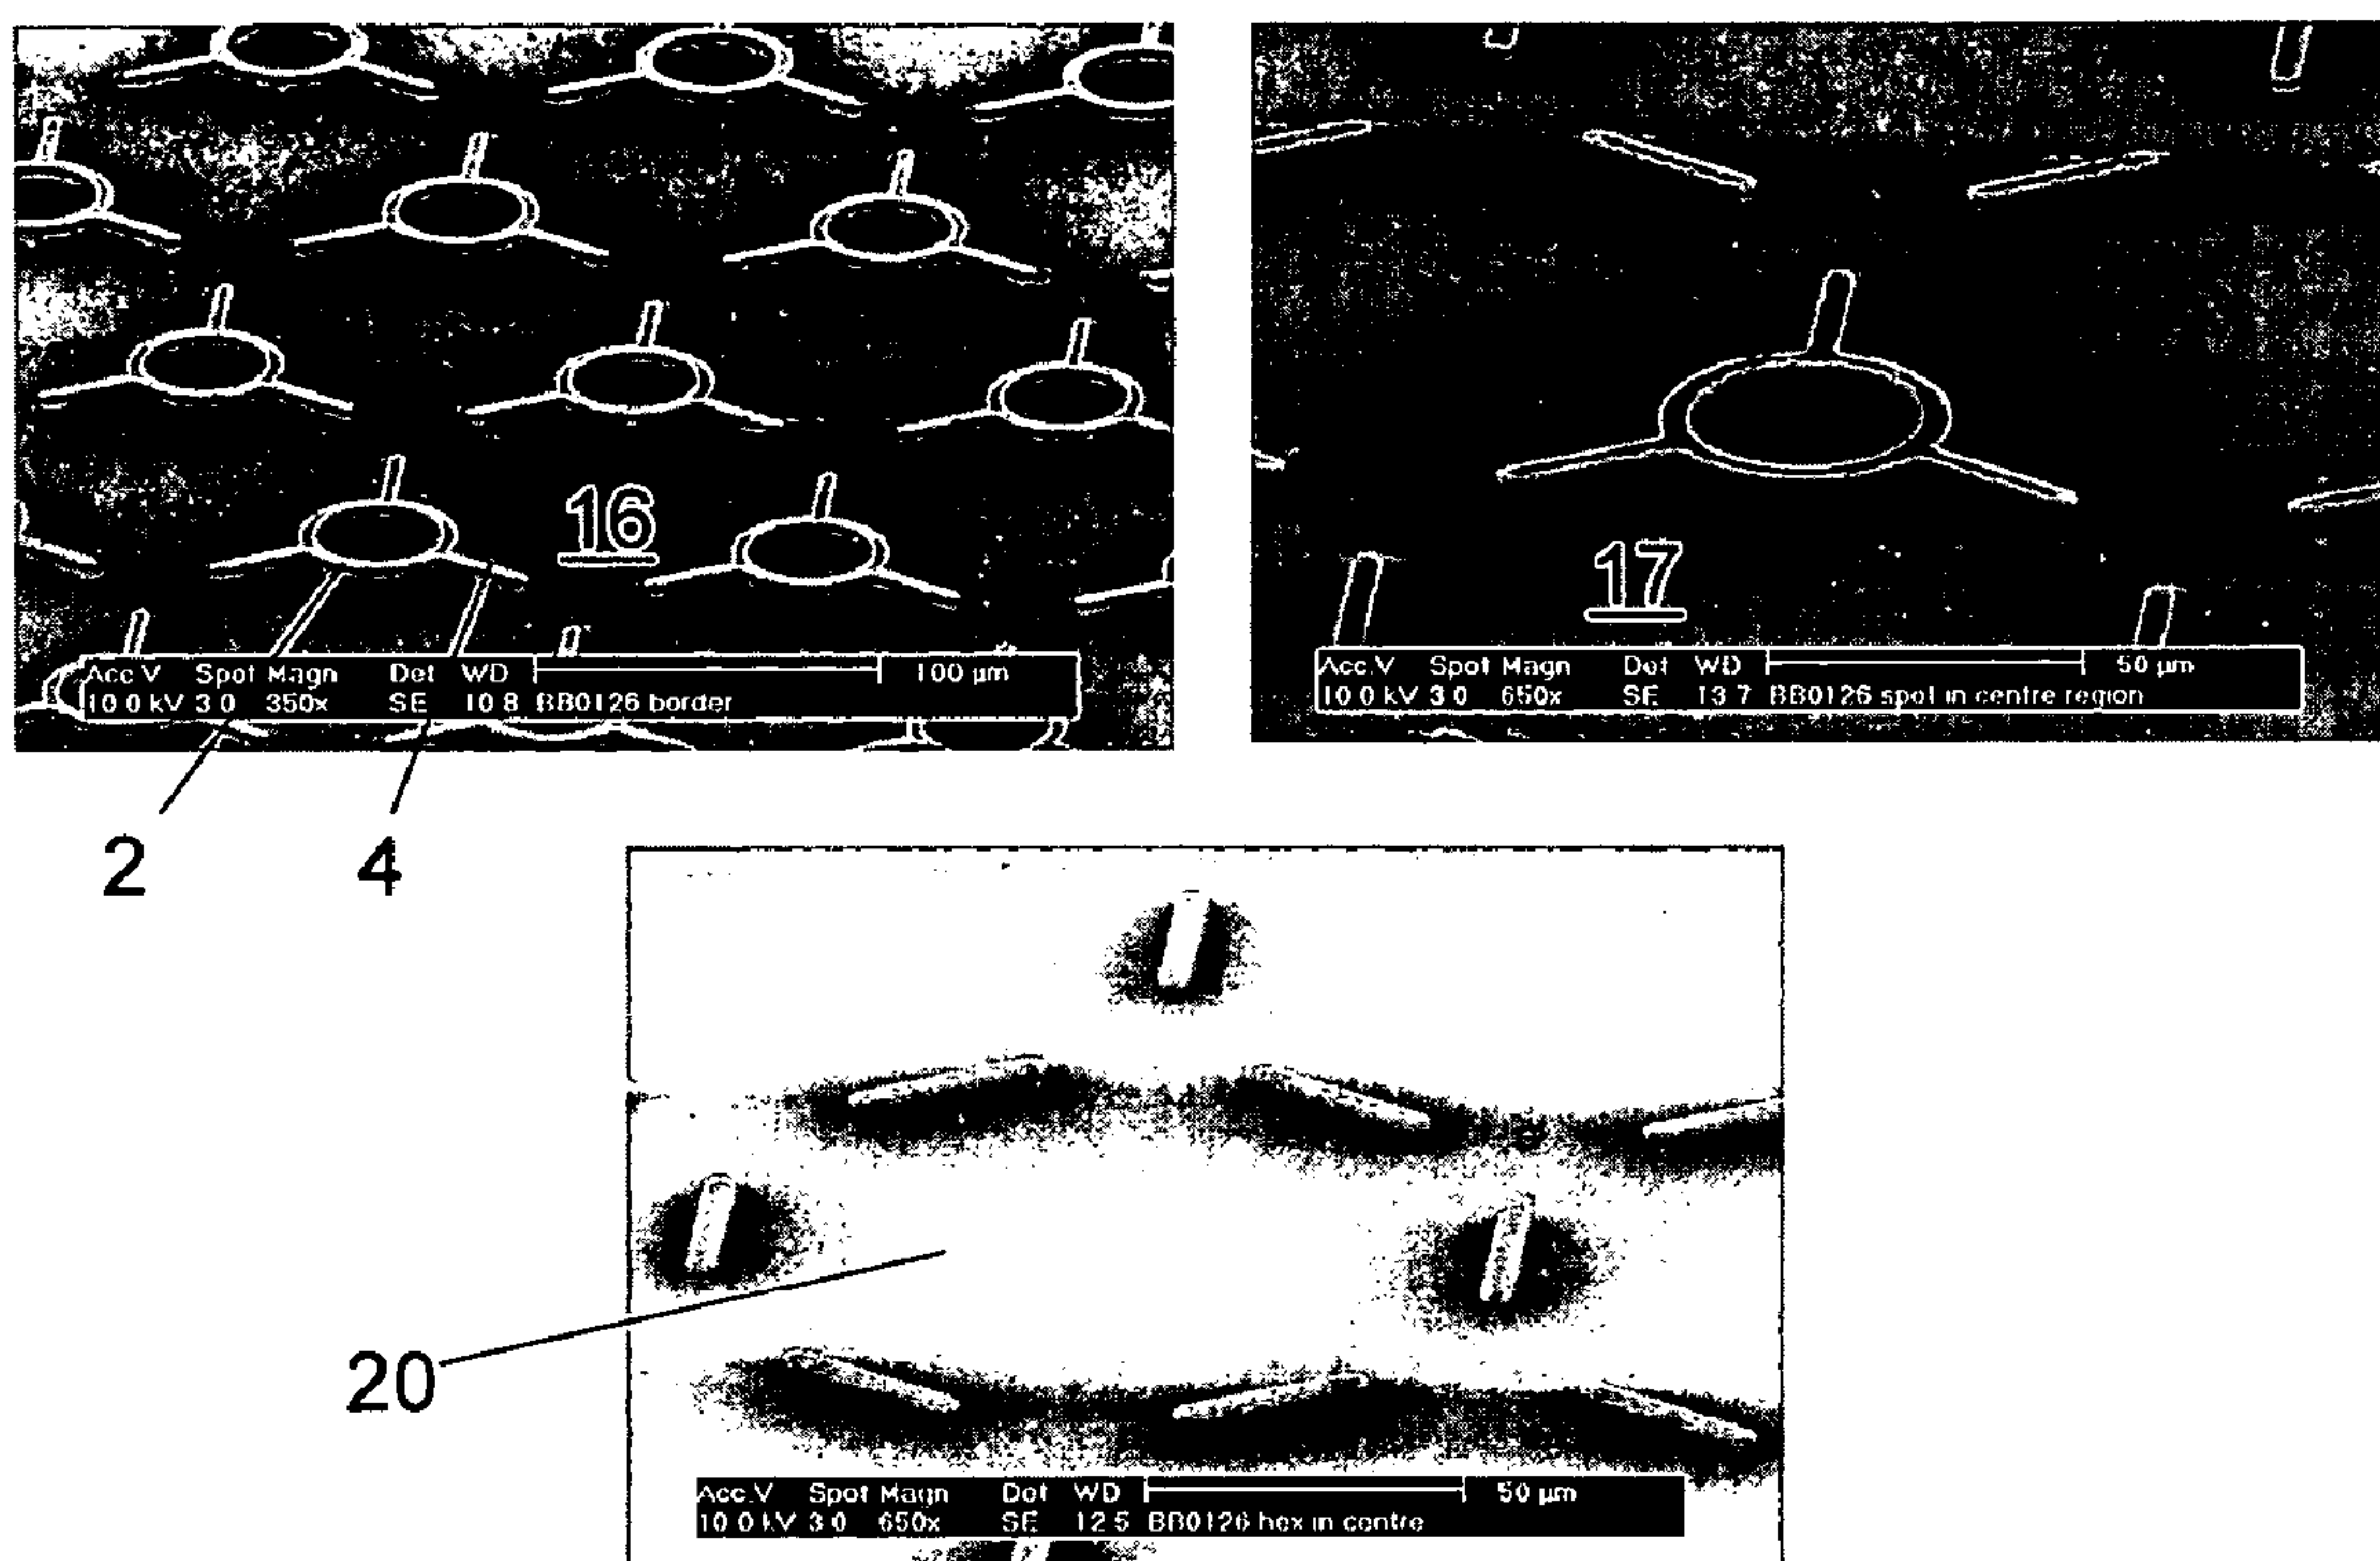 16
Acc V Spot Magn Det WD 100 µm
10 0 kV 3 0 350x SE 10 8 BB0126 border
17
Acc.V Spot Magn Det WD 50 µm
10.0 kV 3 0 650x SE 13 7 BB0126 spot in centre region
2 4
20
Acc.V Spot Magn Det WD 50 µm
10 0 kV 3 0 650x SE 12 5 BB0126 hex in centre